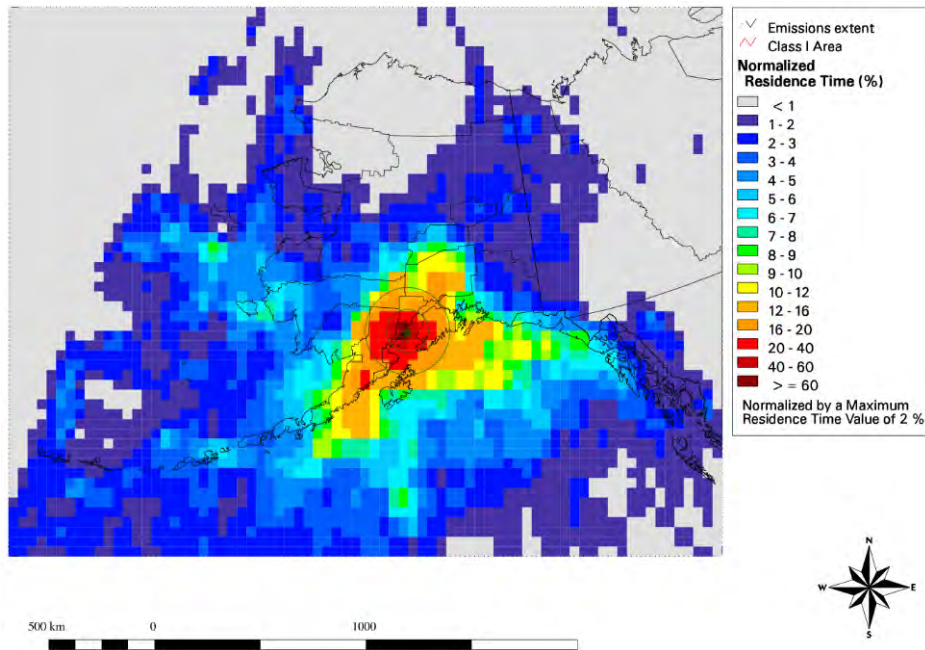 Emissions extent
Class I Area
Normalized
Residence Time (%)
< 1
1 - 2
2 - 3
3 - 4
4 - 5
5 - 6
6 - 7
7 - 8
8 - 9
9 - 10
10 - 12
12 - 16
16 - 20
20 - 40
40 - 60
> = 60
Normalized by a Maximum
Residence Time Value of 2 %
N
W
E
S
500 km
0
1000